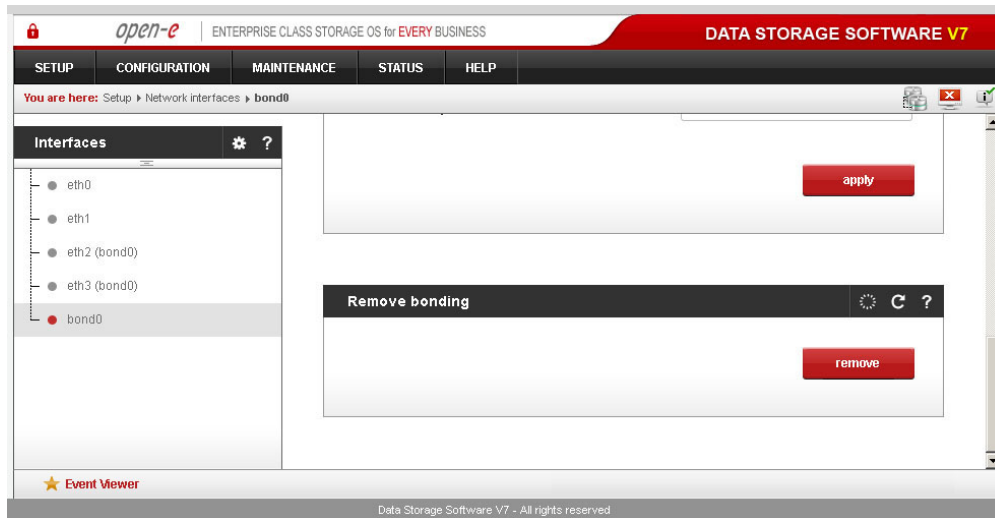 open-e ENTERPRISE CLASS STORAGE OS for EVERY BUSINESS DATA STORAGE SOFTWARE V7
SETUP CONFIGURATION MAINTENANCE STATUS HELP
You are here: Setup Network interfaces bond0
Interfaces ?
apply
eth0
eth1
eth2 (bond0)
eth3 (bond0)
bond0
Remove bonding ?
remove
Event Viewer
Data Storage Software V7 - All rights reserved